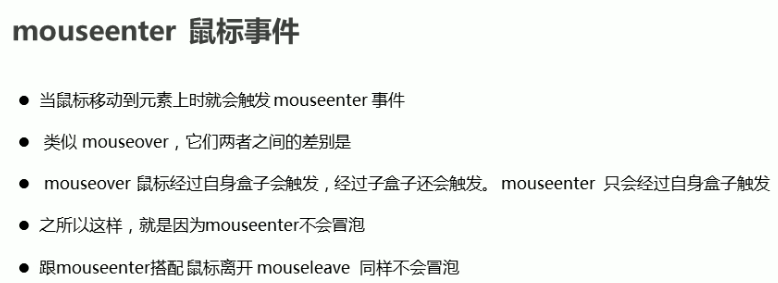 mouseenter 鼠标事件
● 当鼠标移动到元素上时就会触发 mouseenter 事件
● 类似 mouseover，它们两者之间的差别是
● mouseover 鼠标经过自身盒子会触发，经过子盒子还会触发。 mouseenter 只会经过自身盒子触发
● 之所以这样，就是因为mouseenter不会冒泡
● 跟mouseenter搭配 鼠标离开 mouseleave 同样不会冒泡